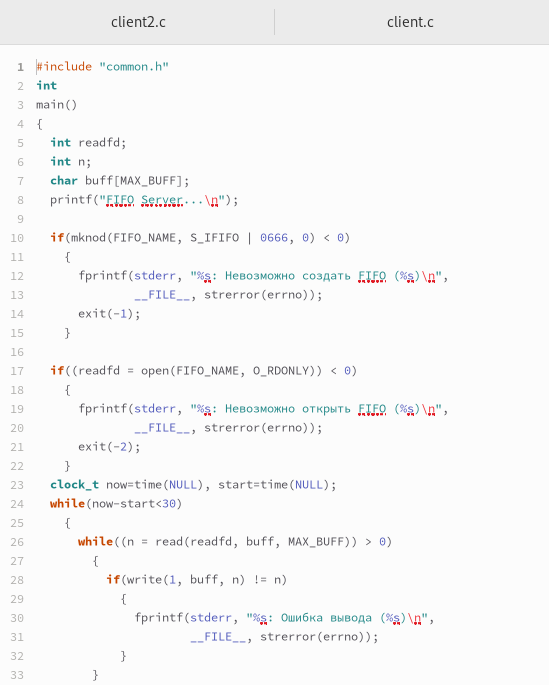 client2.c client.c
1 #include "common.h"
2 int
3 main()
4 {
5 int readfd;
6 int n;
7 char buff[MAX_BUFF];
8 printf("FIFO Server...\n");
9
10 if(mknod(FIFO_NAME, S_IFIFO | 0666, 0) < 0)
11 {
12 fprintf(stderr, "%s: Невозможно создать FIFO (%s)\n",
13 __FILE__, strerror(errno));
14 exit(-1);
15 }
16
17 if((readfd = open(FIFO_NAME, O_RDONLY)) < 0)
18 {
19 fprintf(stderr, "%s: Невозможно открыть FIFO (%s)\n",
20 __FILE__, strerror(errno));
21 exit(-2);
22 }
23 clock_t now=time(NULL), start=time(NULL);
24 while(now-start<30)
25 {
26 while((n = read(readfd, buff, MAX_BUFF)) > 0)
27 {
28 if(write(1, buff, n) != n)
29 {
30 fprintf(stderr, "%s: Ошибка вывода (%s)\n",
31 __FILE__, strerror(errno));
32 }
33 }